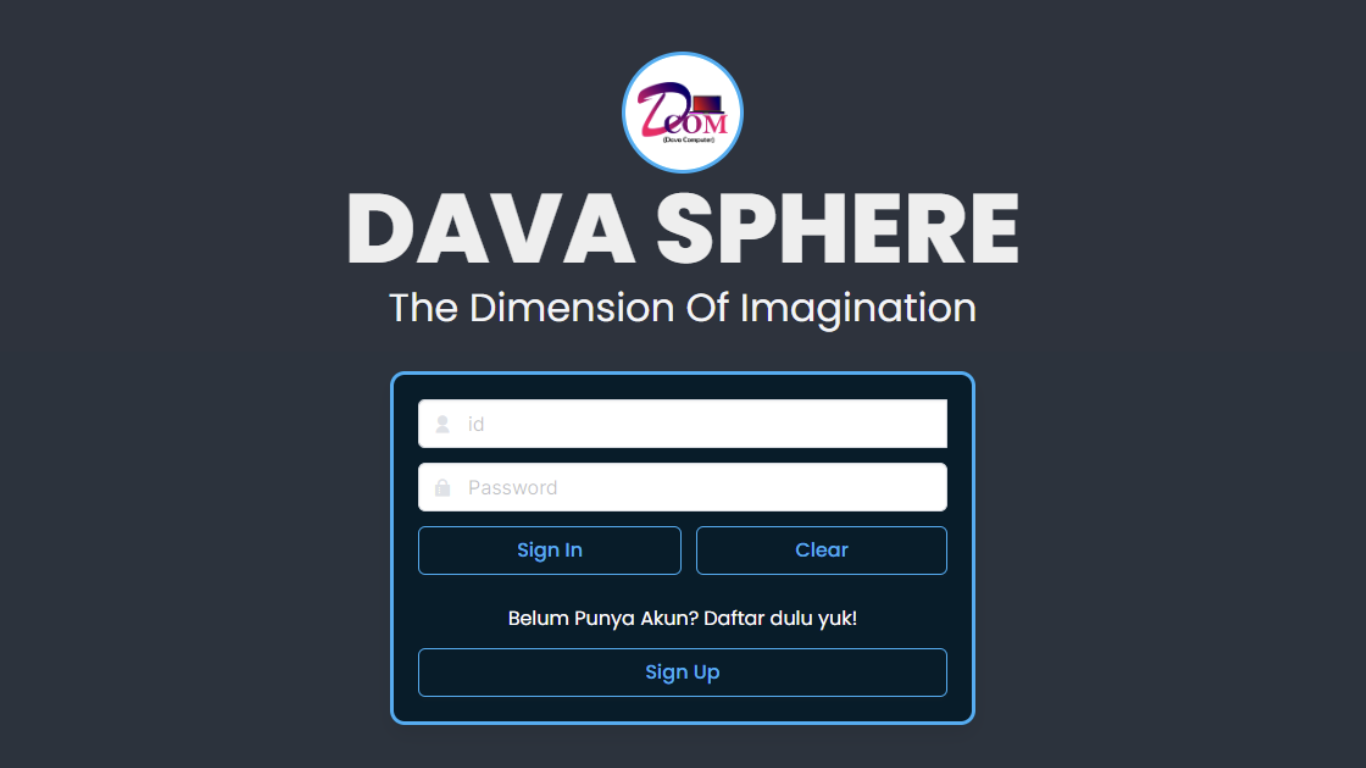 DCOM
(Dava Computer)
DAVA SPHERE
The Dimension Of Imagination
id
Password
Sign In
Clear
Belum Punya Akun? Daftar dulu yuk!
Sign Up